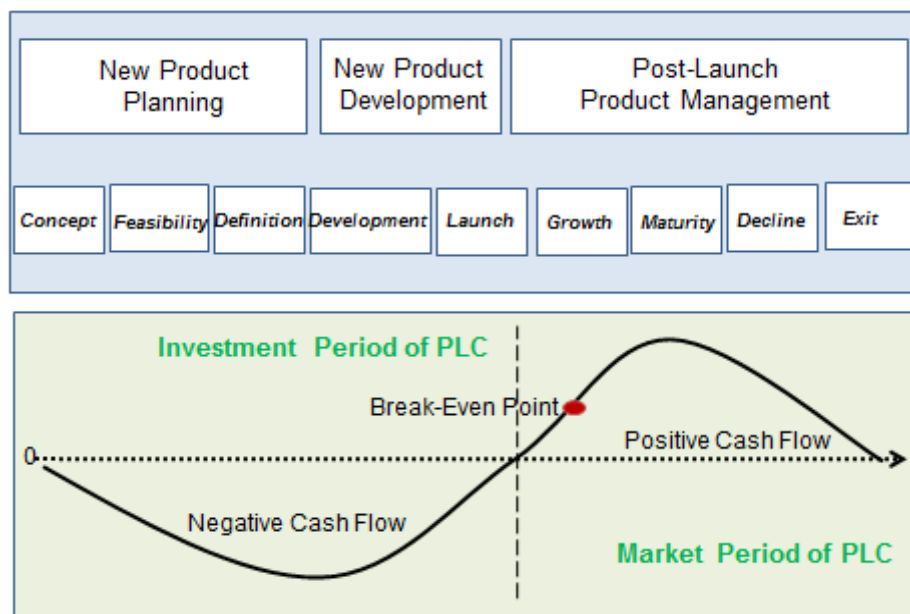 New Product
Planning
New Product
Development
Post-Launch
Product Management
Concept
Feasibility
Definition
Development
Launch
Growth
Maturity
Decline
Exit
Investment Period of PLC
Break-Even Point
Positive Cash Flow
0
Negative Cash Flow
Market Period of PLC